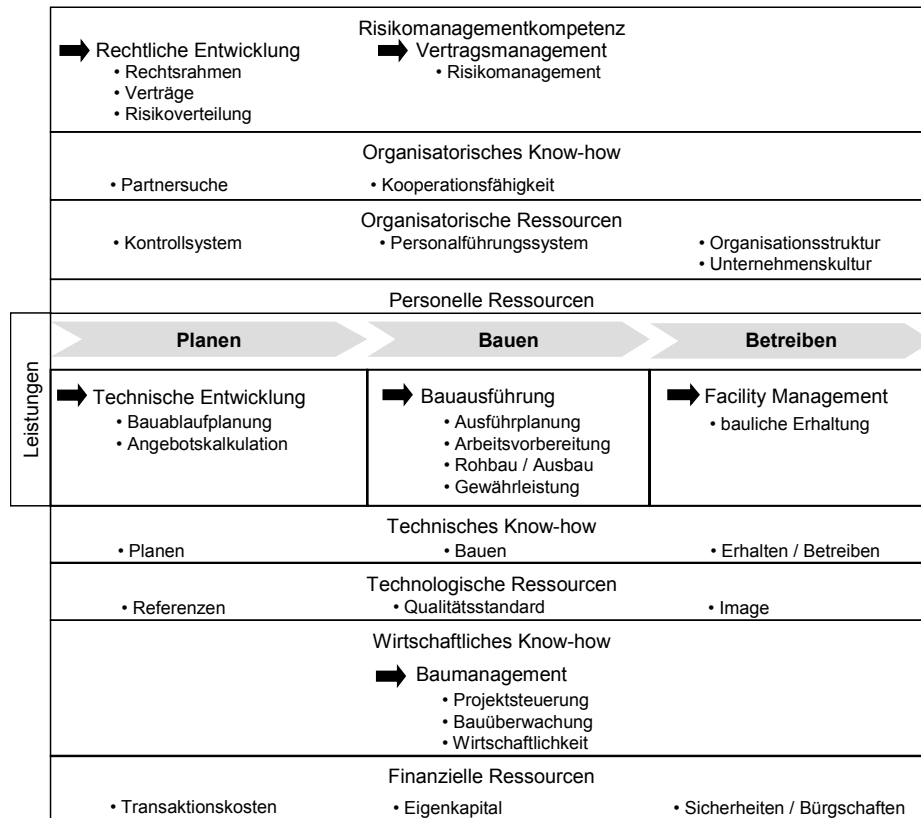 Risikomanagementkompetenz
Rechtliche Entwicklung Vertragsmanagement
• Rechtsrahmen • Risikomanagement
• Verträge
• Risikoverteilung
Organisatorisches Know-how
• Partnersuche • Kooperationsfähigkeit
Organisatorische Ressourcen
• Kontrollsystem • Personalführungssystem • Organisationsstruktur
• Unternehmenskultur
Personelle Ressourcen
Leistungen
Planen Bauen Betreiben
Technische Entwicklung
• Bauablaufplanung
• Angebotskalkulation
Bauausführung
• Ausführplanung
• Arbeitsvorbereitung
• Rohbau / Ausbau
• Gewährleistung
Facility Management
• bauliche Erhaltung
Technisches Know-how
• Planen • Bauen • Erhalten / Betreiben
Technologische Ressourcen
• Referenzen • Qualitätsstandard • Image
Wirtschaftliches Know-how
Baumanagement
• Projektsteuerung
• Bauüberwachung
• Wirtschaftlichkeit
Finanzielle Ressourcen
• Transaktionskosten • Eigenkapital • Sicherheiten / Bürgschaften